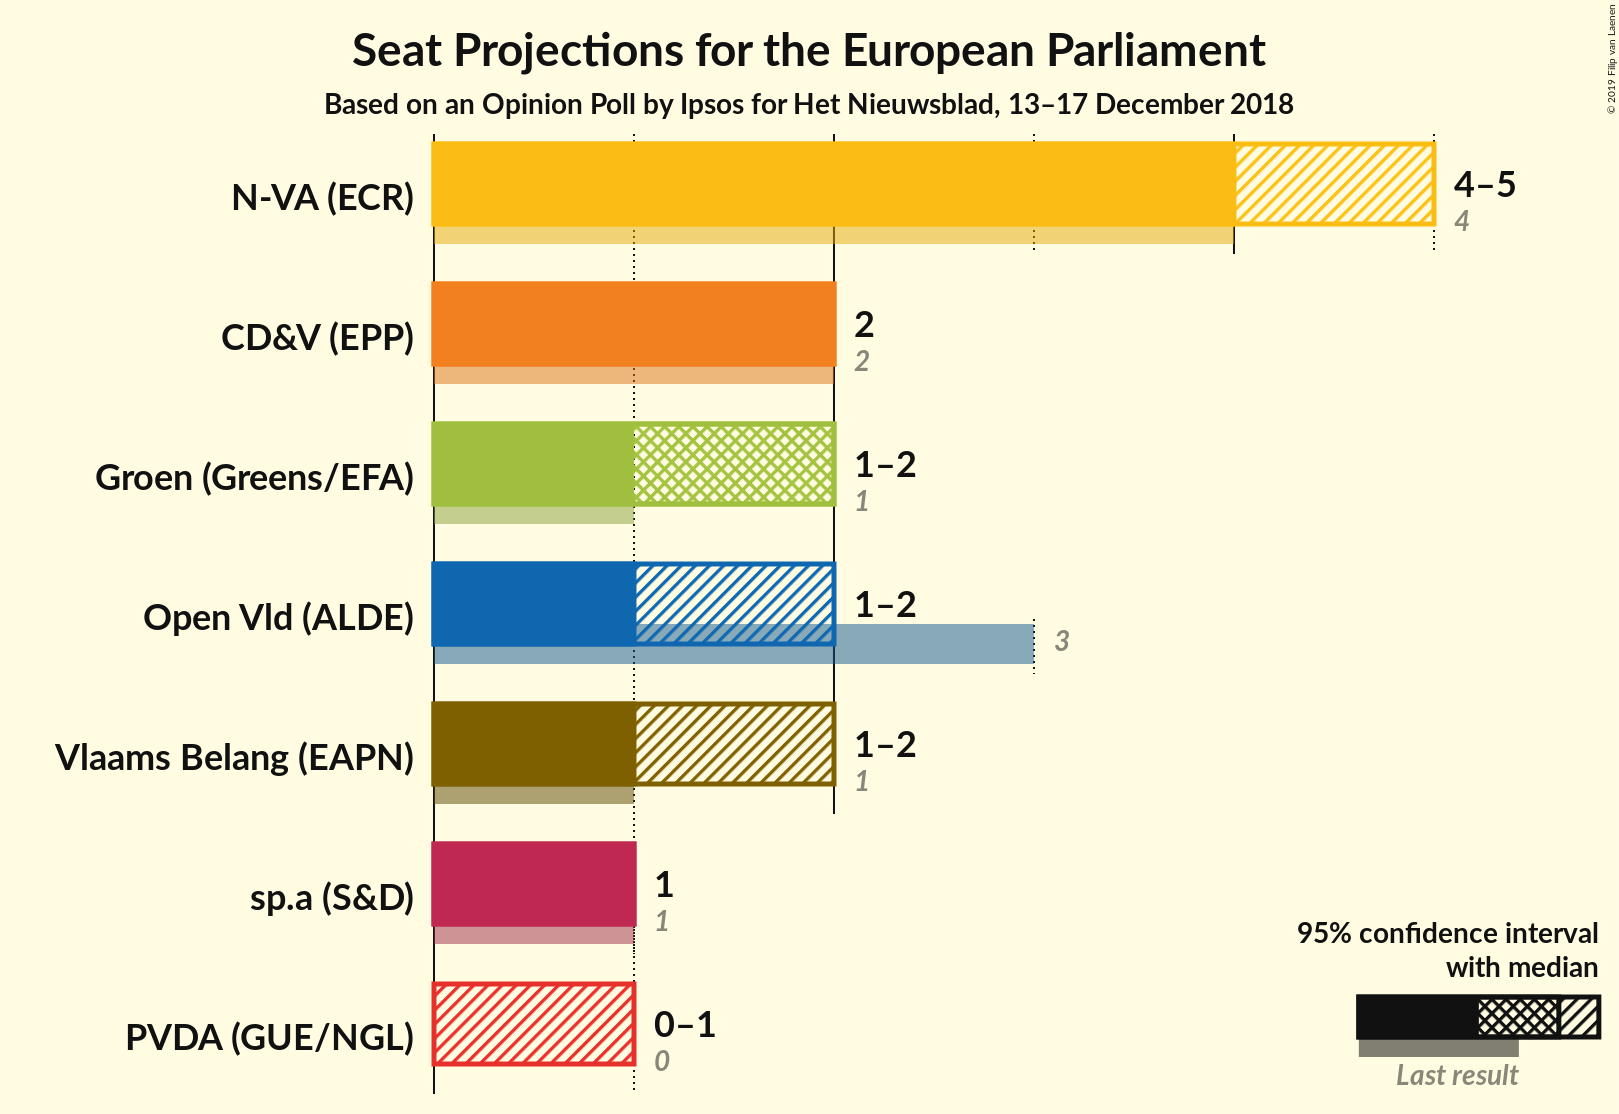 Seat Projections for the European Parliament
Based on an Opinion Poll by Ipsos for Het Nieuwsblad, 13–17 December 2018
© 2019 Filip van Laenen
N-VA (ECR)
4–5
4
CD&V (EPP)
2
2
Groen (Greens/EFA)
1–2
1
Open Vld (ALDE)
1–2
3
Vlaams Belang (EAPN)
1–2
1
sp.a (S&D)
1
1
PVDA (GUE/NGL)
0–1
0
95% confidence interval
with median
Last result